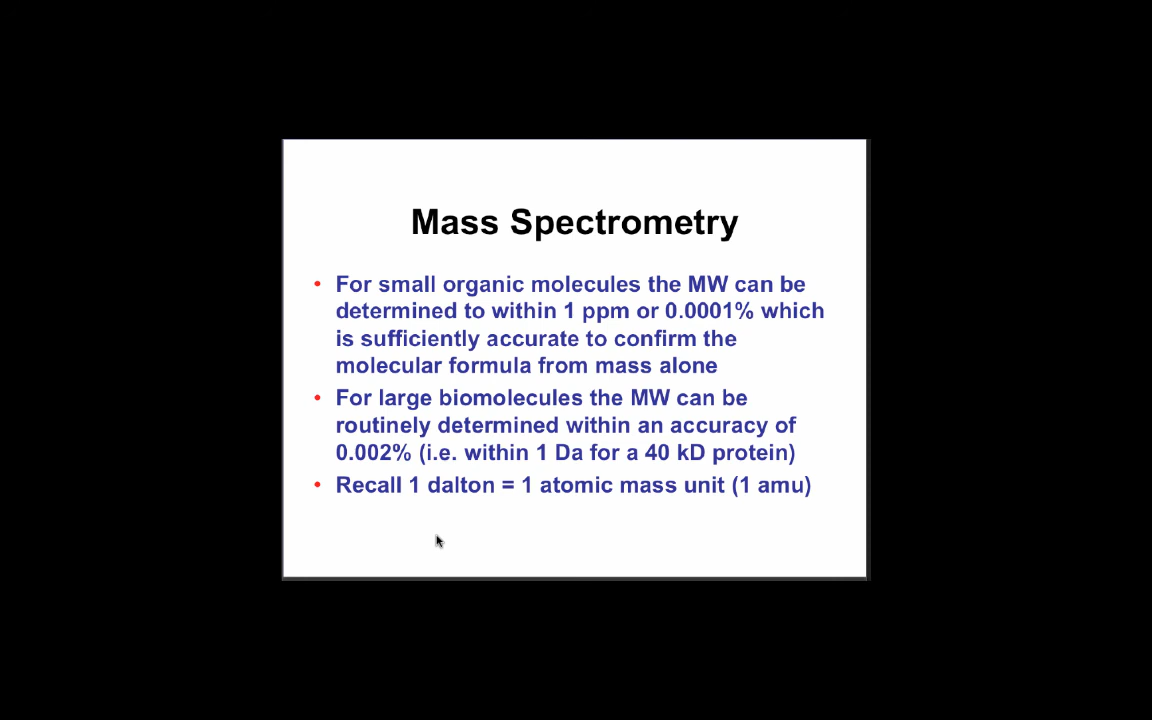 Mass Spectrometry
• For small organic molecules the MW can be
determined to within 1 ppm or 0.0001% which
is sufficiently accurate to confirm the
molecular formula from mass alone
• For large biomolecules the MW can be
routinely determined within an accuracy of
0.002% (i.e. within 1 Da for a 40 kD protein)
• Recall 1 dalton = 1 atomic mass unit (1 amu)